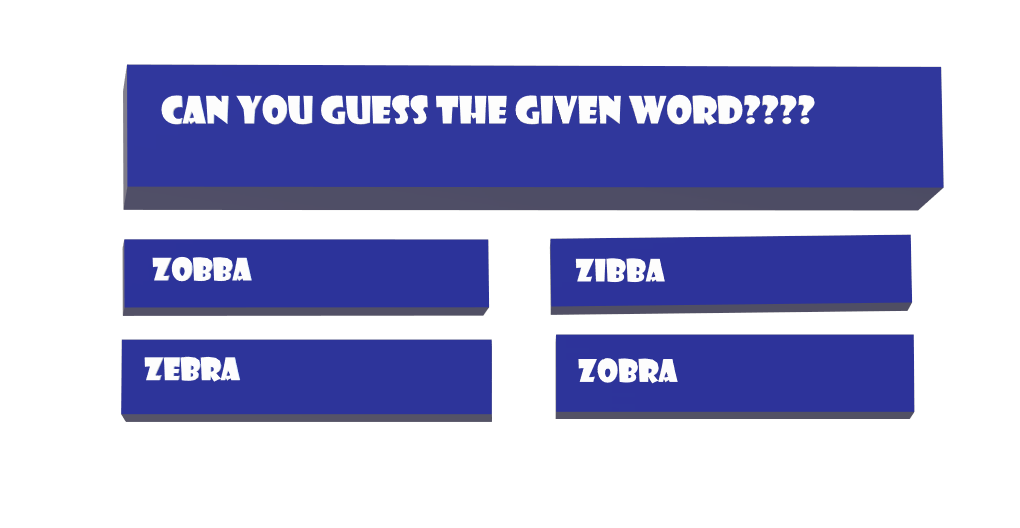 CAN YOU GUESS THE GIVEN WORD????
ZOBBA
ZIBBA
ZEBRA
ZOBRA